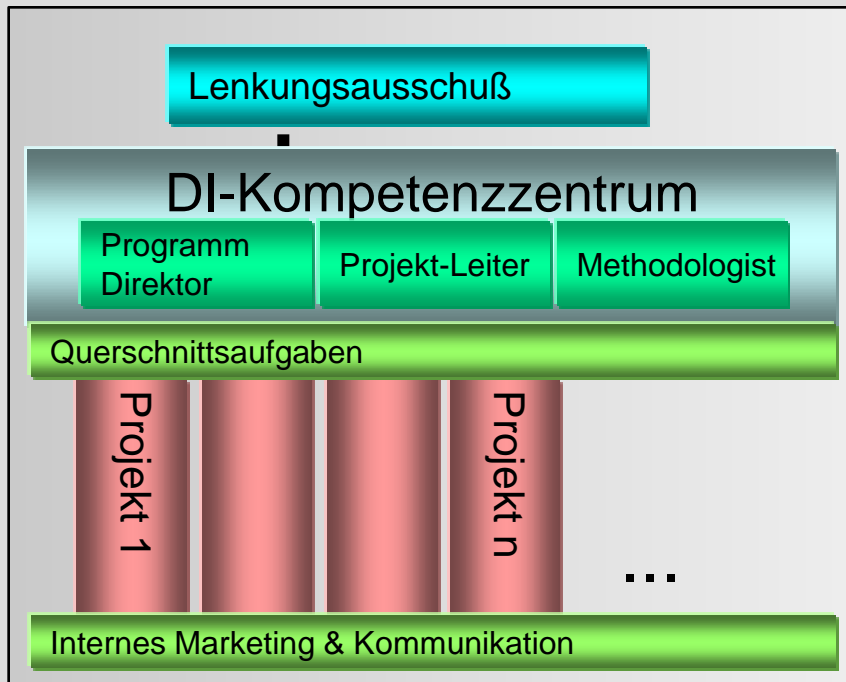 Lenkungsausschuß
DI-Kompetenzzentrum
Programm
Direktor
Projekt-Leiter
Methodologist
Querschnittsaufgaben
Projekt 1
Projekt n
...
Internes Marketing & Kommunikation